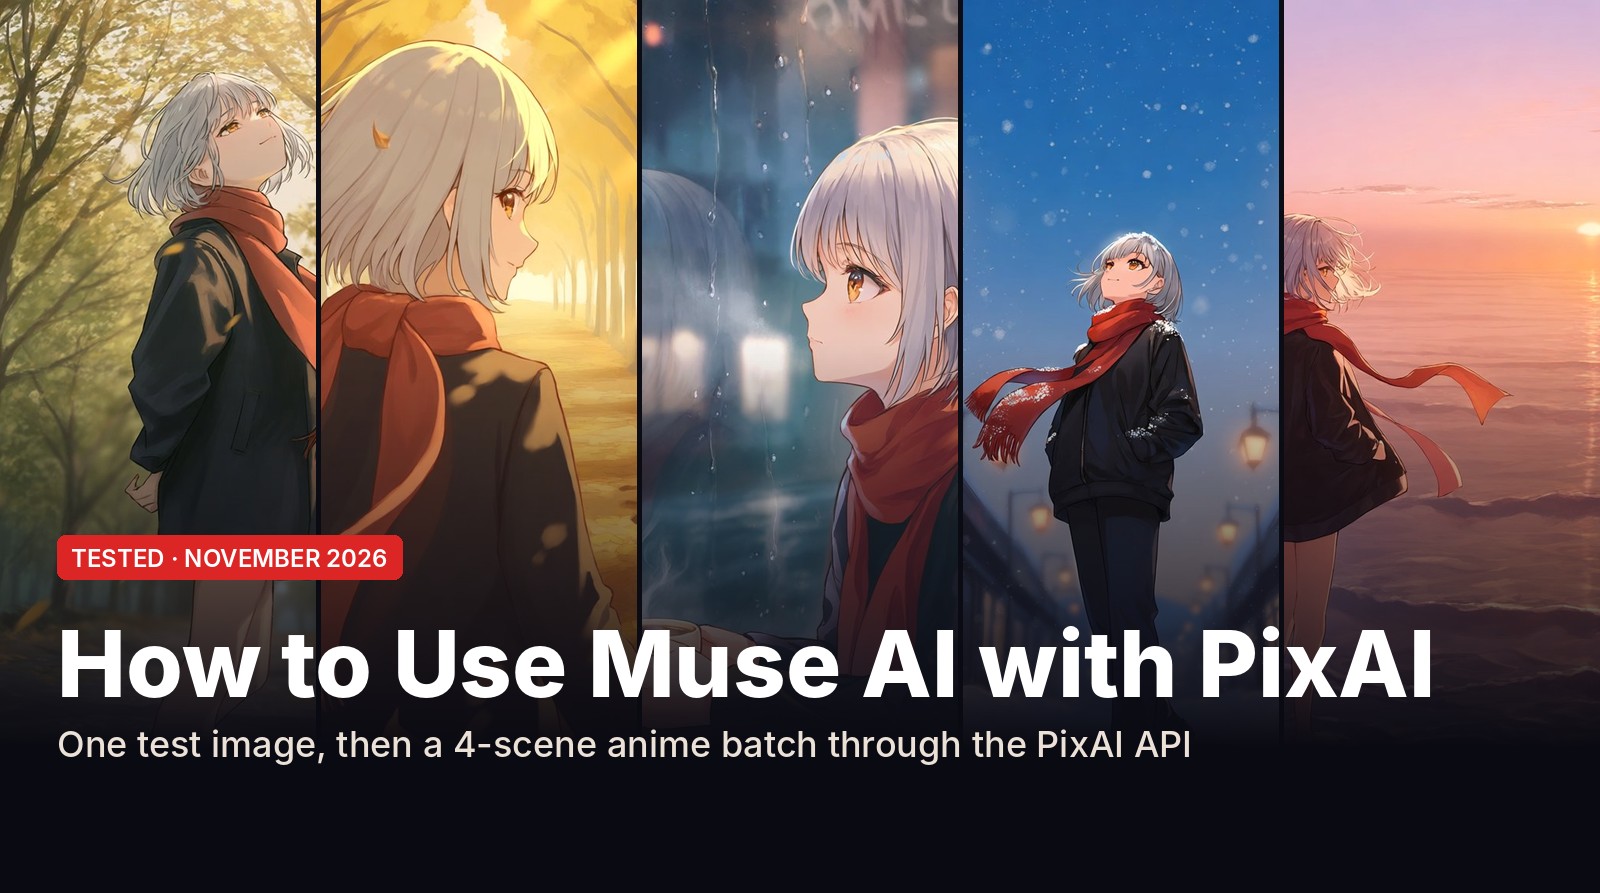 TESTED · NOVEMBER 2026
How to Use Muse AI with PixAI
One test image, then a 4-scene anime batch through the PixAI API